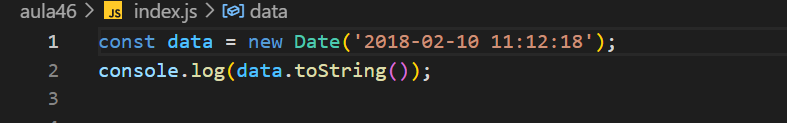 aula46 > JS index.js > data
1 const data = new Date('2018-02-10 11:12:18');
2 console.log(data.toString());
3